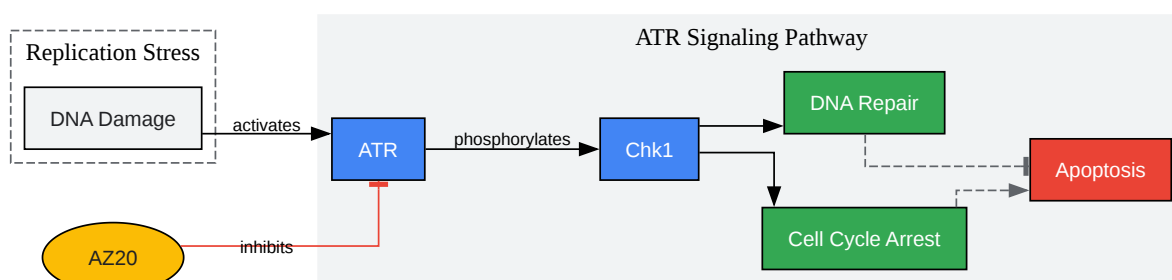 Replication Stress
DNA Damage
activates
ATR Signaling Pathway
ATR
phosphorylates
Chk1
DNA Repair
Apoptosis
Cell Cycle Arrest
inhibits
AZ20